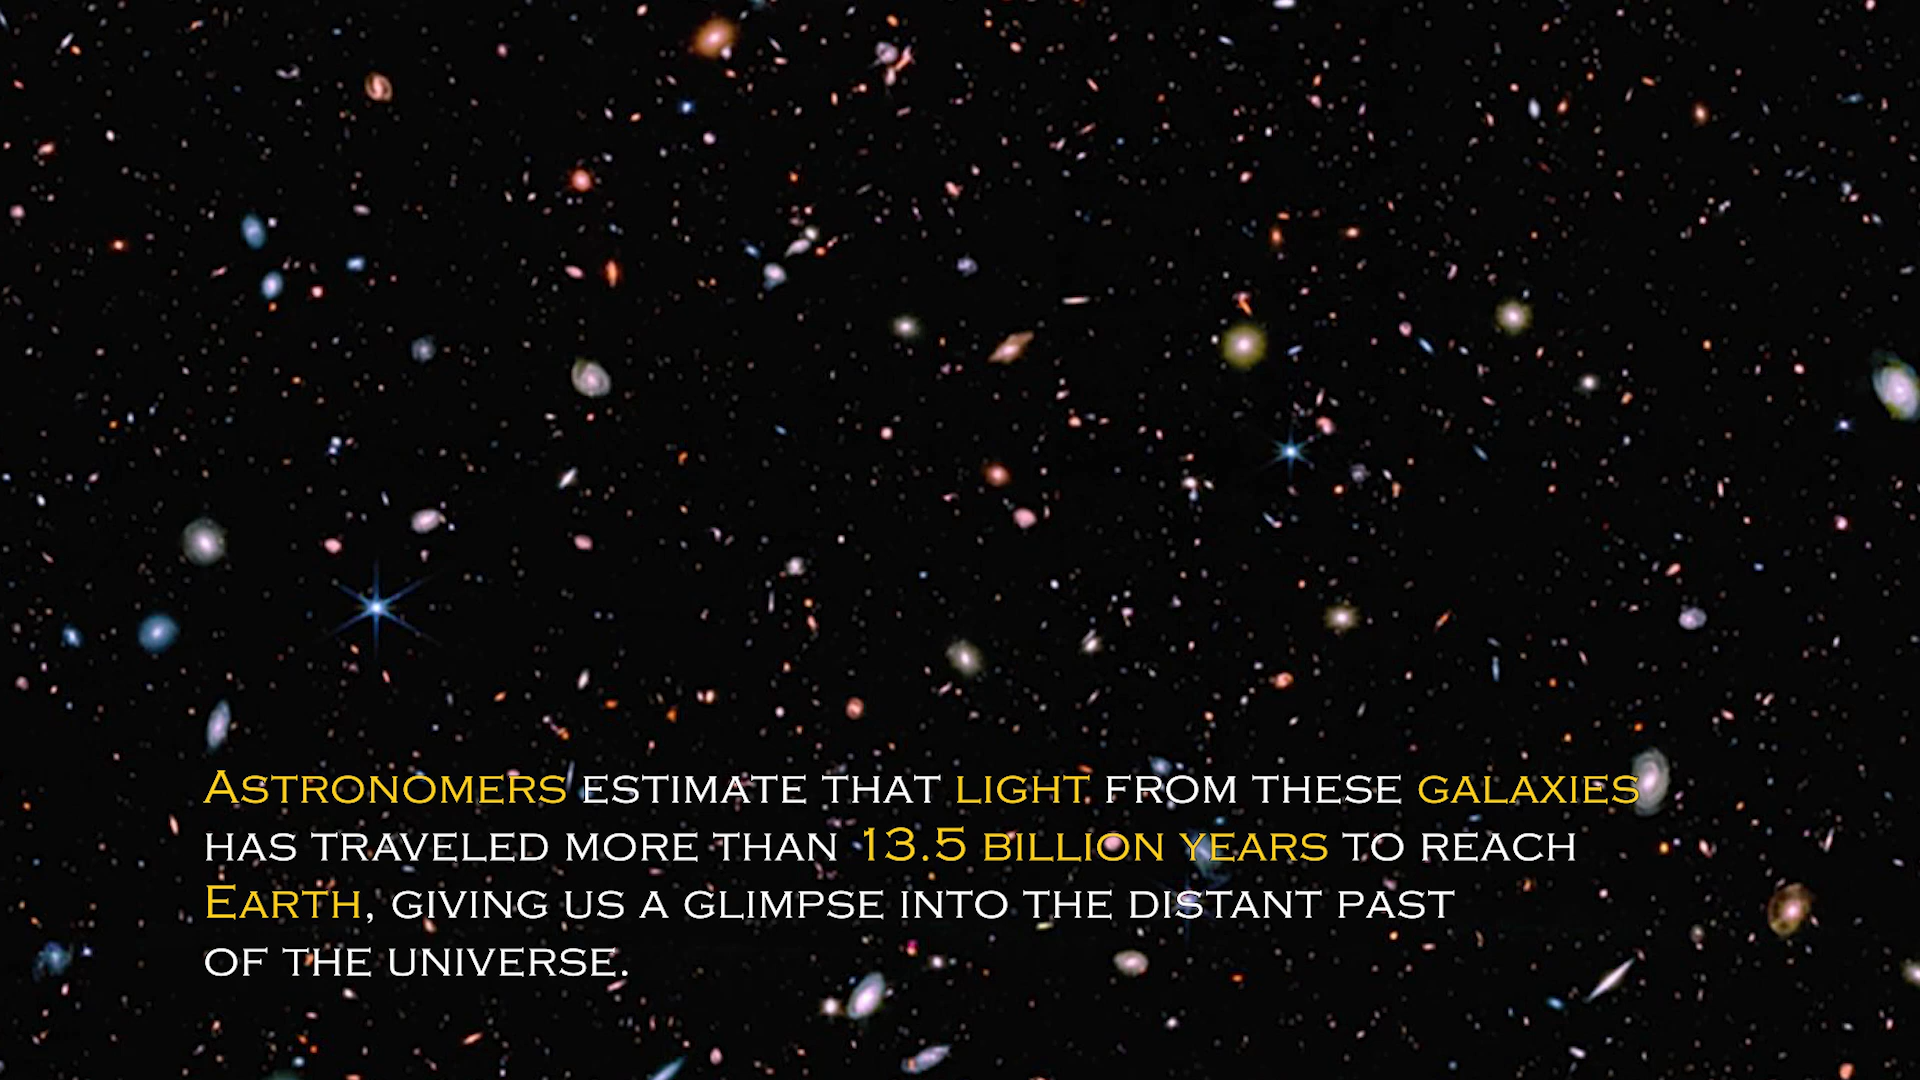 Astronomers estimate that light from these galaxies
has traveled more than 13.5 billion years to reach
Earth, giving us a glimpse into the distant past
of the universe.